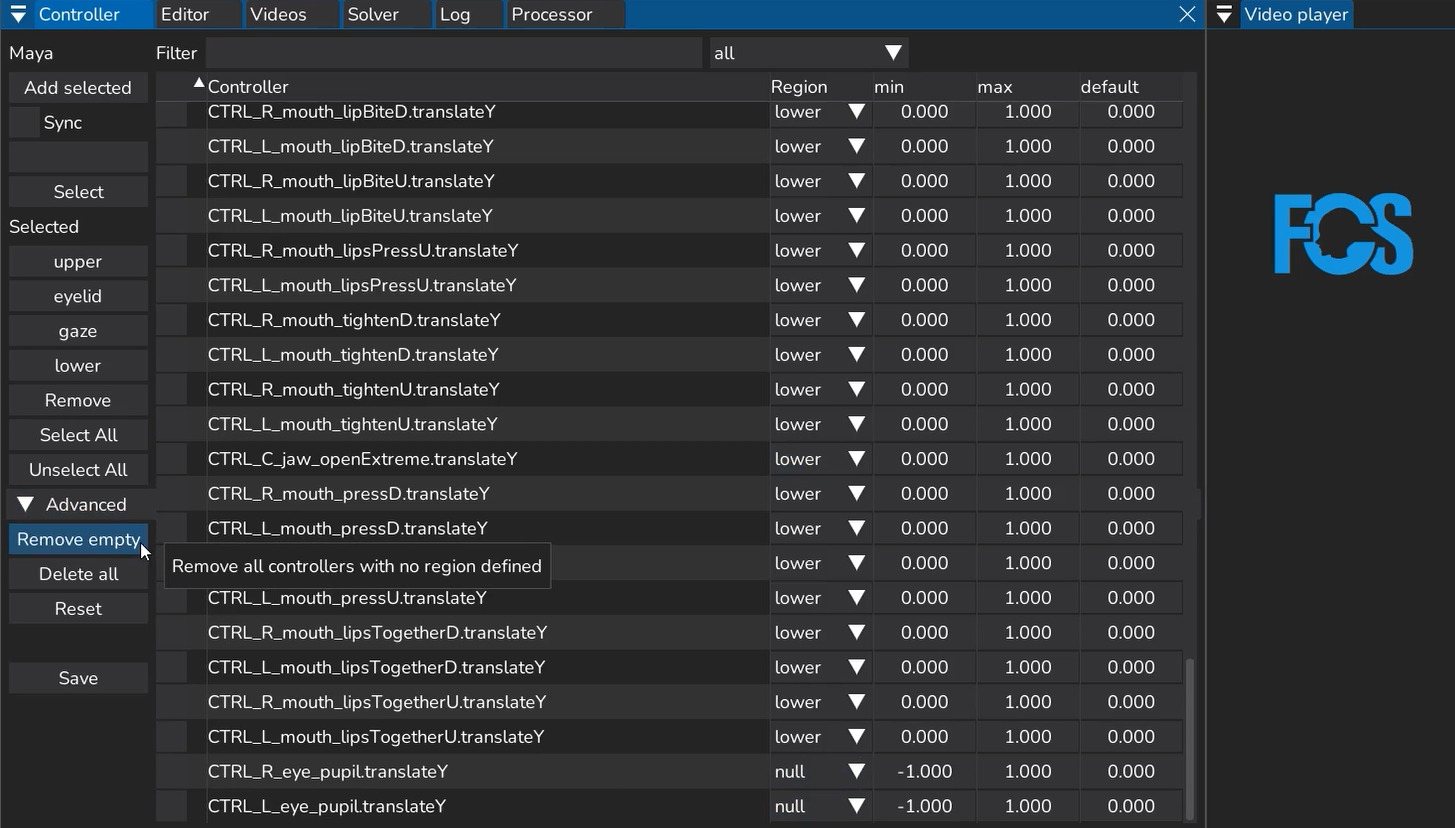 Controller Editor Videos Solver Log Processor Video player
Maya Filter all
Add selected Controller Region min max default
CTRL_R_mouth_lipBiteD.translateY lower 0.000 1.000 0.000
Sync
CTRL_L_mouth_lipBiteD.translateY lower 0.000 1.000 0.000
Select CTRL_R_mouth_lipBiteU.translateY lower 0.000 1.000 0.000
CTRL_L_mouth_lipBiteU.translateY lower 0.000 1.000 0.000
Selected
CTRL_R_mouth_lipsPressU.translateY lower 0.000 1.000 0.000
upper
CTRL_L_mouth_lipsPressU.translateY lower 0.000 1.000 0.000
eyelid
CTRL_R_mouth_tightenD.translateY lower 0.000 1.000 0.000
gaze
CTRL_L_mouth_tightenD.translateY lower 0.000 1.000 0.000
lower
CTRL_R_mouth_tightenU.translateY lower 0.000 1.000 0.000
Remove
CTRL_L_mouth_tightenU.translateY lower 0.000 1.000 0.000
Select All
CTRL_C_jaw_openExtreme.translateY lower 0.000 1.000 0.000
Unselect All
CTRL_R_mouth_pressD.translateY lower 0.000 1.000 0.000
Advanced
CTRL_L_mouth_pressD.translateY lower 0.000 1.000 0.000
Remove empty
Remove all controllers with no region defined lower 0.000 1.000 0.000
Delete all
CTRL_L_mouth_pressU.translateY lower 0.000 1.000 0.000
Reset
CTRL_R_mouth_lipsTogetherD.translateY lower 0.000 1.000 0.000
CTRL_L_mouth_lipsTogetherD.translateY lower 0.000 1.000 0.000
Save
CTRL_R_mouth_lipsTogetherU.translateY lower 0.000 1.000 0.000
CTRL_L_mouth_lipsTogetherU.translateY lower 0.000 1.000 0.000
CTRL_R_eye_pupil.translateY null -1.000 1.000 0.000
CTRL_L_eye_pupil.translateY null -1.000 1.000 0.000
FCS